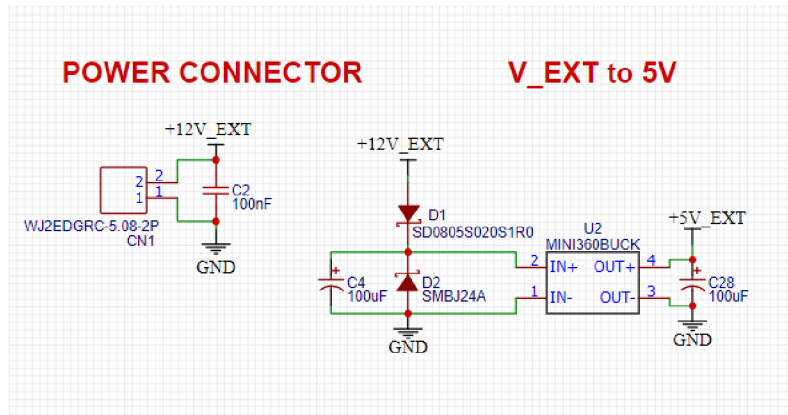 POWER CONNECTOR
V_EXT to 5V
+12V_EXT
2
2
1
1
C2
100nF
WJ2EDGRC-5.08-2P
CN1
GND
+12V_EXT
D1
SD0805S020S1R0
C4
100uF
D2
SMBJ24A
GND
U2
MINI360BUCK
2 IN+ OUT+ 4
1 IN- OUT- 3
+5V_EXT
C28
100uF
GND